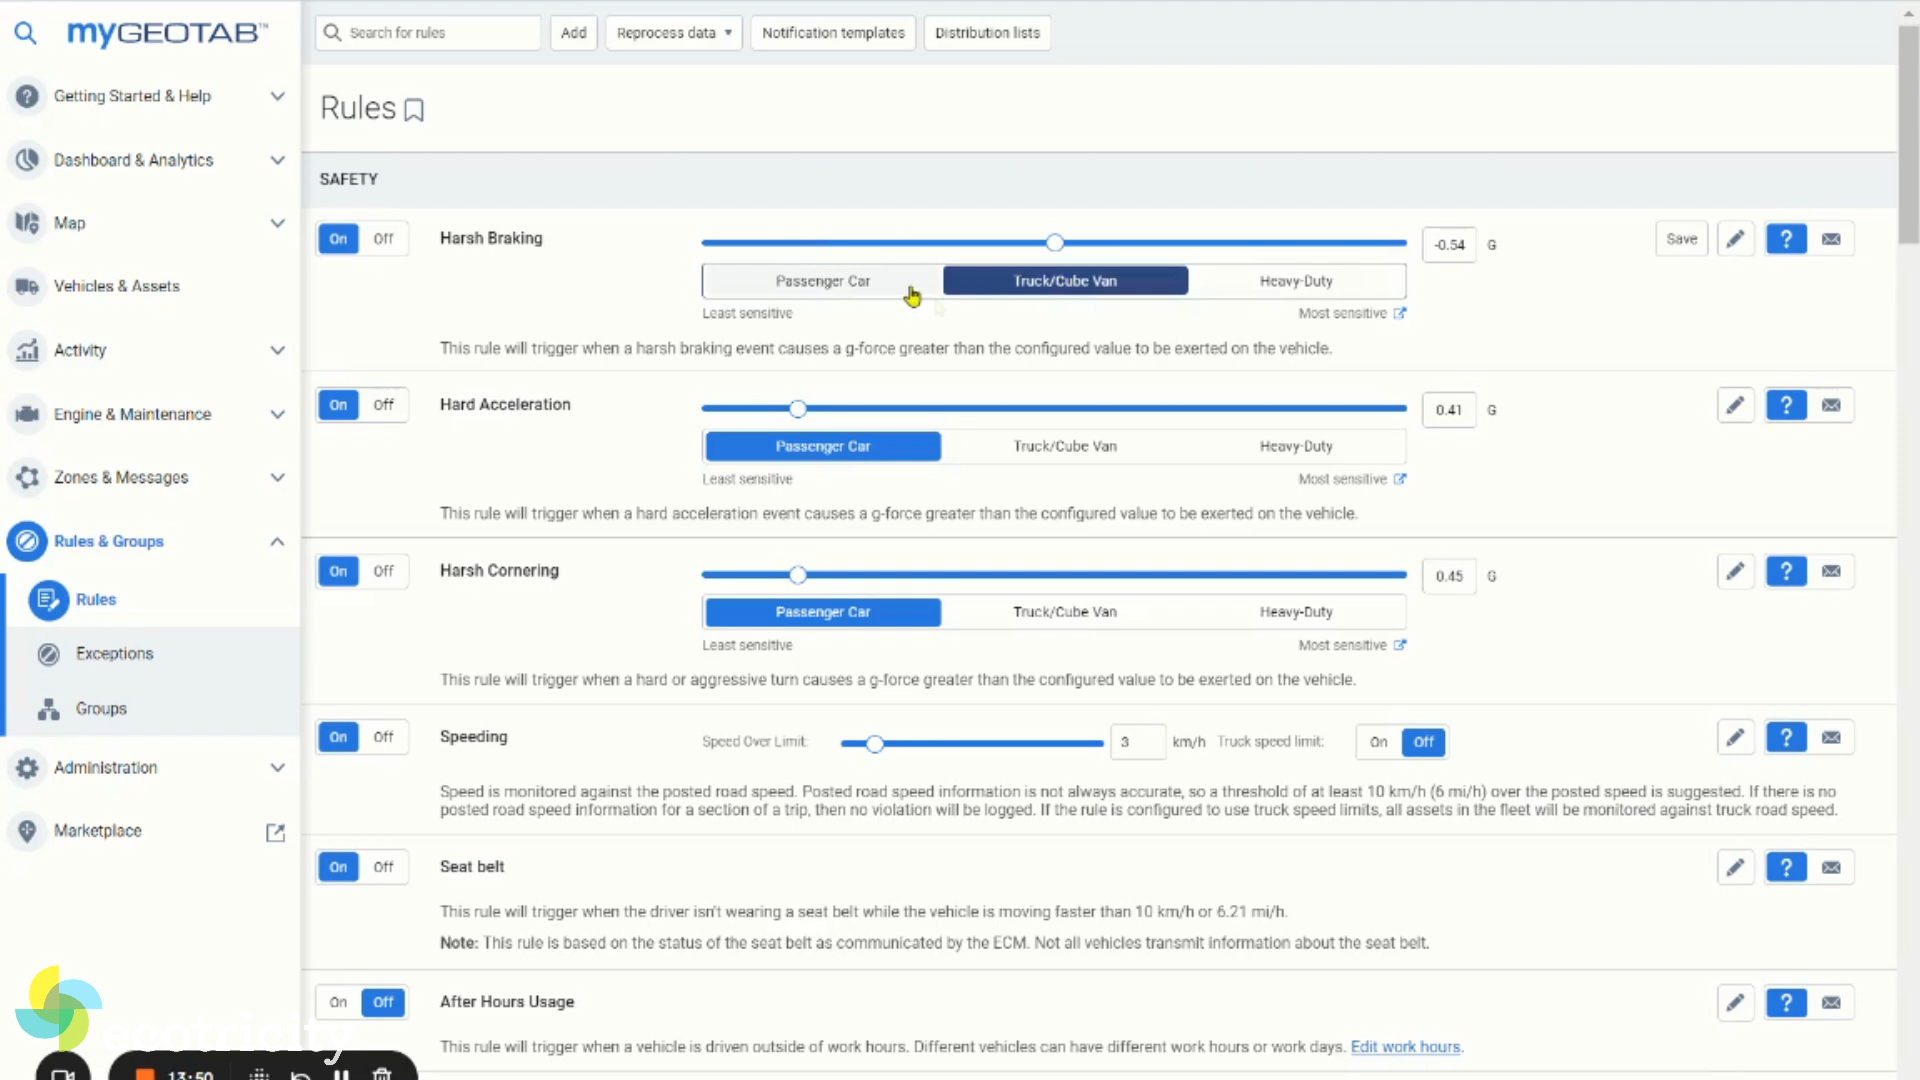 myGEOTAB™
Search for rules
Add
Reprocess data
Notification templates
Distribution lists
Getting Started & Help
Dashboard & Analytics
Map
Vehicles & Assets
Activity
Engine & Maintenance
Zones & Messages
Rules & Groups
Rules
Exceptions
Groups
Administration
Marketplace
Rules
SAFETY
On Off Harsh Braking -0.54 G Save ?
Passenger Car Truck/Cube Van Heavy-Duty
Least sensitive Most sensitive
This rule will trigger when a harsh braking event causes a g-force greater than the configured value to be exerted on the vehicle.
On Off Hard Acceleration 0.41 G ?
Passenger Car Truck/Cube Van Heavy-Duty
Least sensitive Most sensitive
This rule will trigger when a hard acceleration event causes a g-force greater than the configured value to be exerted on the vehicle.
On Off Harsh Cornering 0.45 G ?
Passenger Car Truck/Cube Van Heavy-Duty
Least sensitive Most sensitive
This rule will trigger when a hard or aggressive turn causes a g-force greater than the configured value to be exerted on the vehicle.
On Off Speeding Speed Over Limit: 3 km/h Truck speed limit: On Off ?
Speed is monitored against the posted road speed. Posted road speed information is not always accurate, so a threshold of at least 10 km/h (6 mi/h) over the posted speed is suggested. If there is no
posted road speed information for a section of a trip, then no violation will be logged. If the rule is configured to use truck speed limits, all assets in the fleet will be monitored against truck road speed.
On Off Seat belt ?
This rule will trigger when the driver isn't wearing a seat belt while the vehicle is moving faster than 10 km/h or 6.21 mi/h.
Note: This rule is based on the status of the seat belt as communicated by the ECM. Not all vehicles transmit information about the seat belt.
On Off After Hours Usage ?
This rule will trigger when a vehicle is driven outside of work hours. Different vehicles can have different work hours or work days. Edit work hours.
ecotricity
13:50